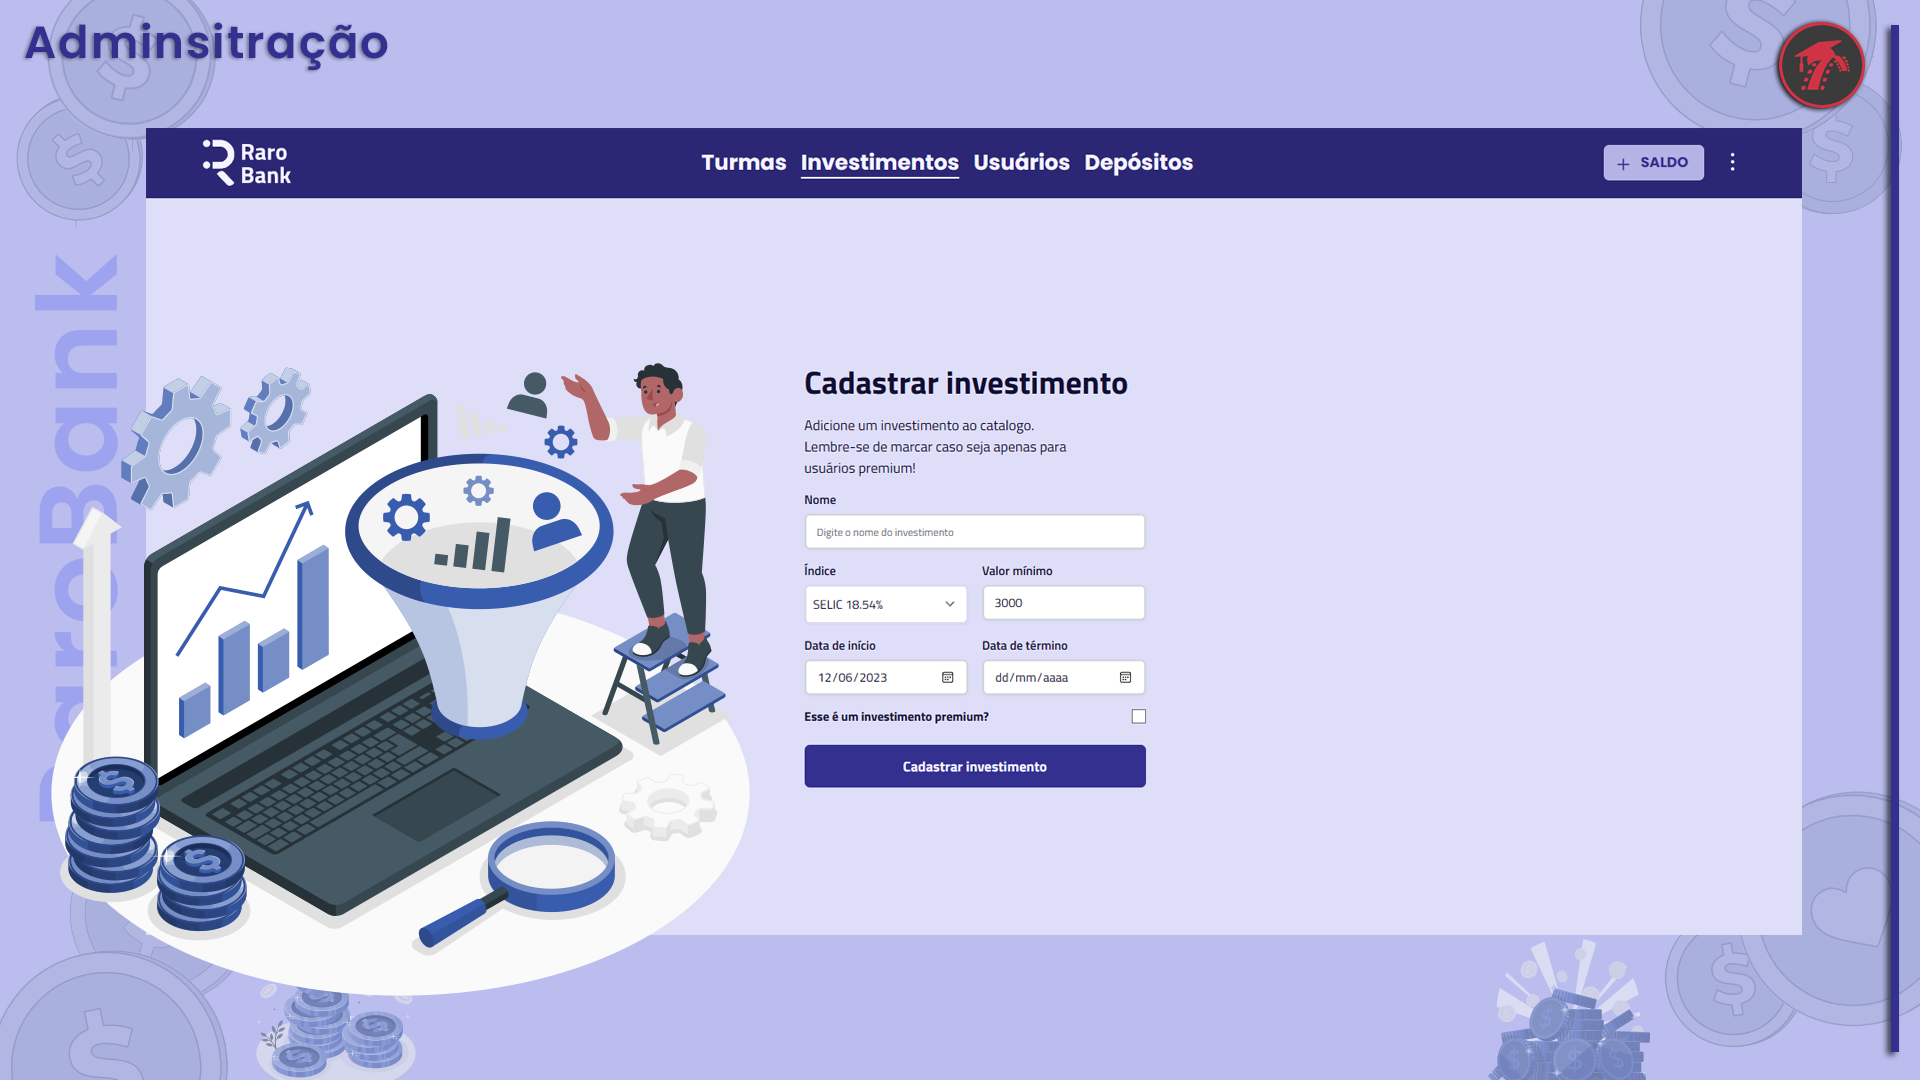 Adminsitração
Raro
Bank
Turmas Investimentos Usuários Depósitos
+ SALDO
RaroBank
Cadastrar investimento
Adicione um investimento ao catalogo.
Lembre-se de marcar caso seja apenas para
usuários premium!
Nome
Digite o nome do investimento
Índice Valor mínimo
SELIC 18.54% 3000
Data de início Data de término
12/06/2023 dd/mm/aaaa
Esse é um investimento premium?
Cadastrar investimento